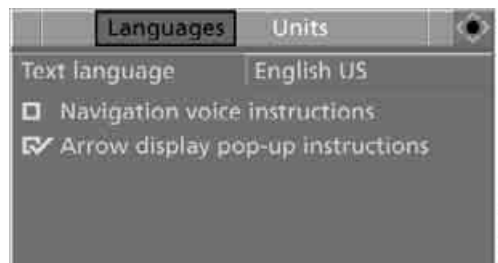 Languages Units
Text language English US
Navigation voice instructions
Arrow display pop-up instructions